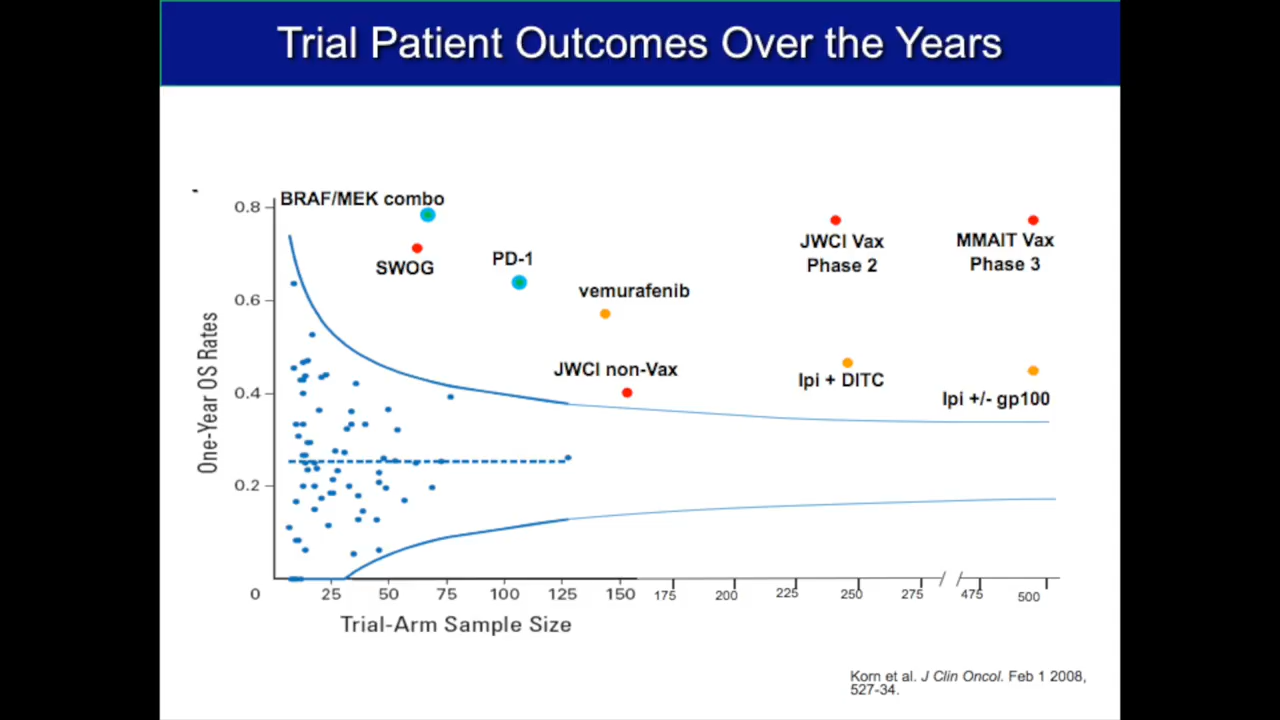 Trial Patient Outcomes Over the Years
BRAF/MEK combo
SWOG
PD-1
vemurafenib
JWCI non-Vax
JWCI Vax
Phase 2
MMAIT Vax
Phase 3
Ipi + DITC
Ipi +/- gp100
One-Year OS Rates
0.8
0.6
0.4
0.2
0 25 50 75 100 125 150 175 200 225 250 275 475 500
Trial-Arm Sample Size
Korn et al. J Clin Oncol. Feb 1 2008,
527-34.